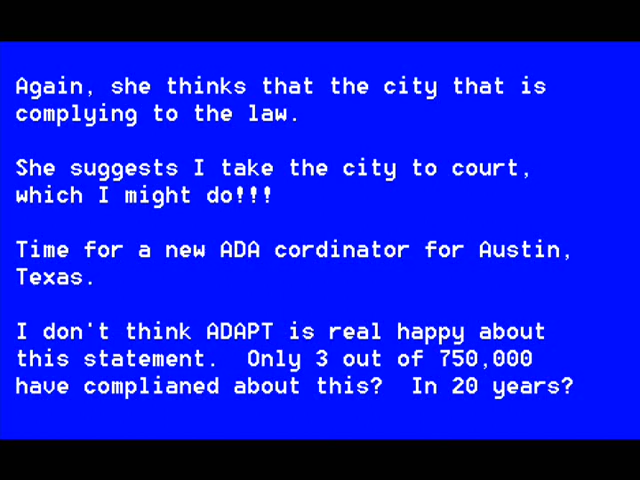 Again, she thinks that the city that is
complying to the law.
She suggests I take the city to court,
which I might do!!!
Time for a new ADA cordinator for Austin,
Texas.
I don't think ADAPT is real happy about
this statement.  Only 3 out of 750,000
have complianed about this?  In 20 years?